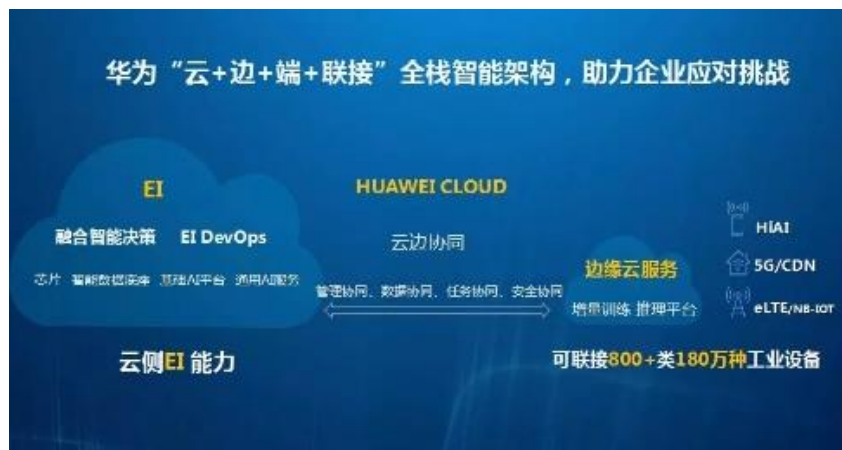 华为“云+边+端+联接”全栈智能架构，助力企业应对挑战
EI
融合智能决策 EI DevOps
芯片 智能数据底座 基础AI平台 通用AI服务
云侧EI 能力
HUAWEI CLOUD
云边协同
管理协同、数据协同、任务协同、安全协同
边缘云服务
增量训练 推理平台
HiAI
5G/CDN
eLTE/NB-IOT
可联接800+类180万种工业设备